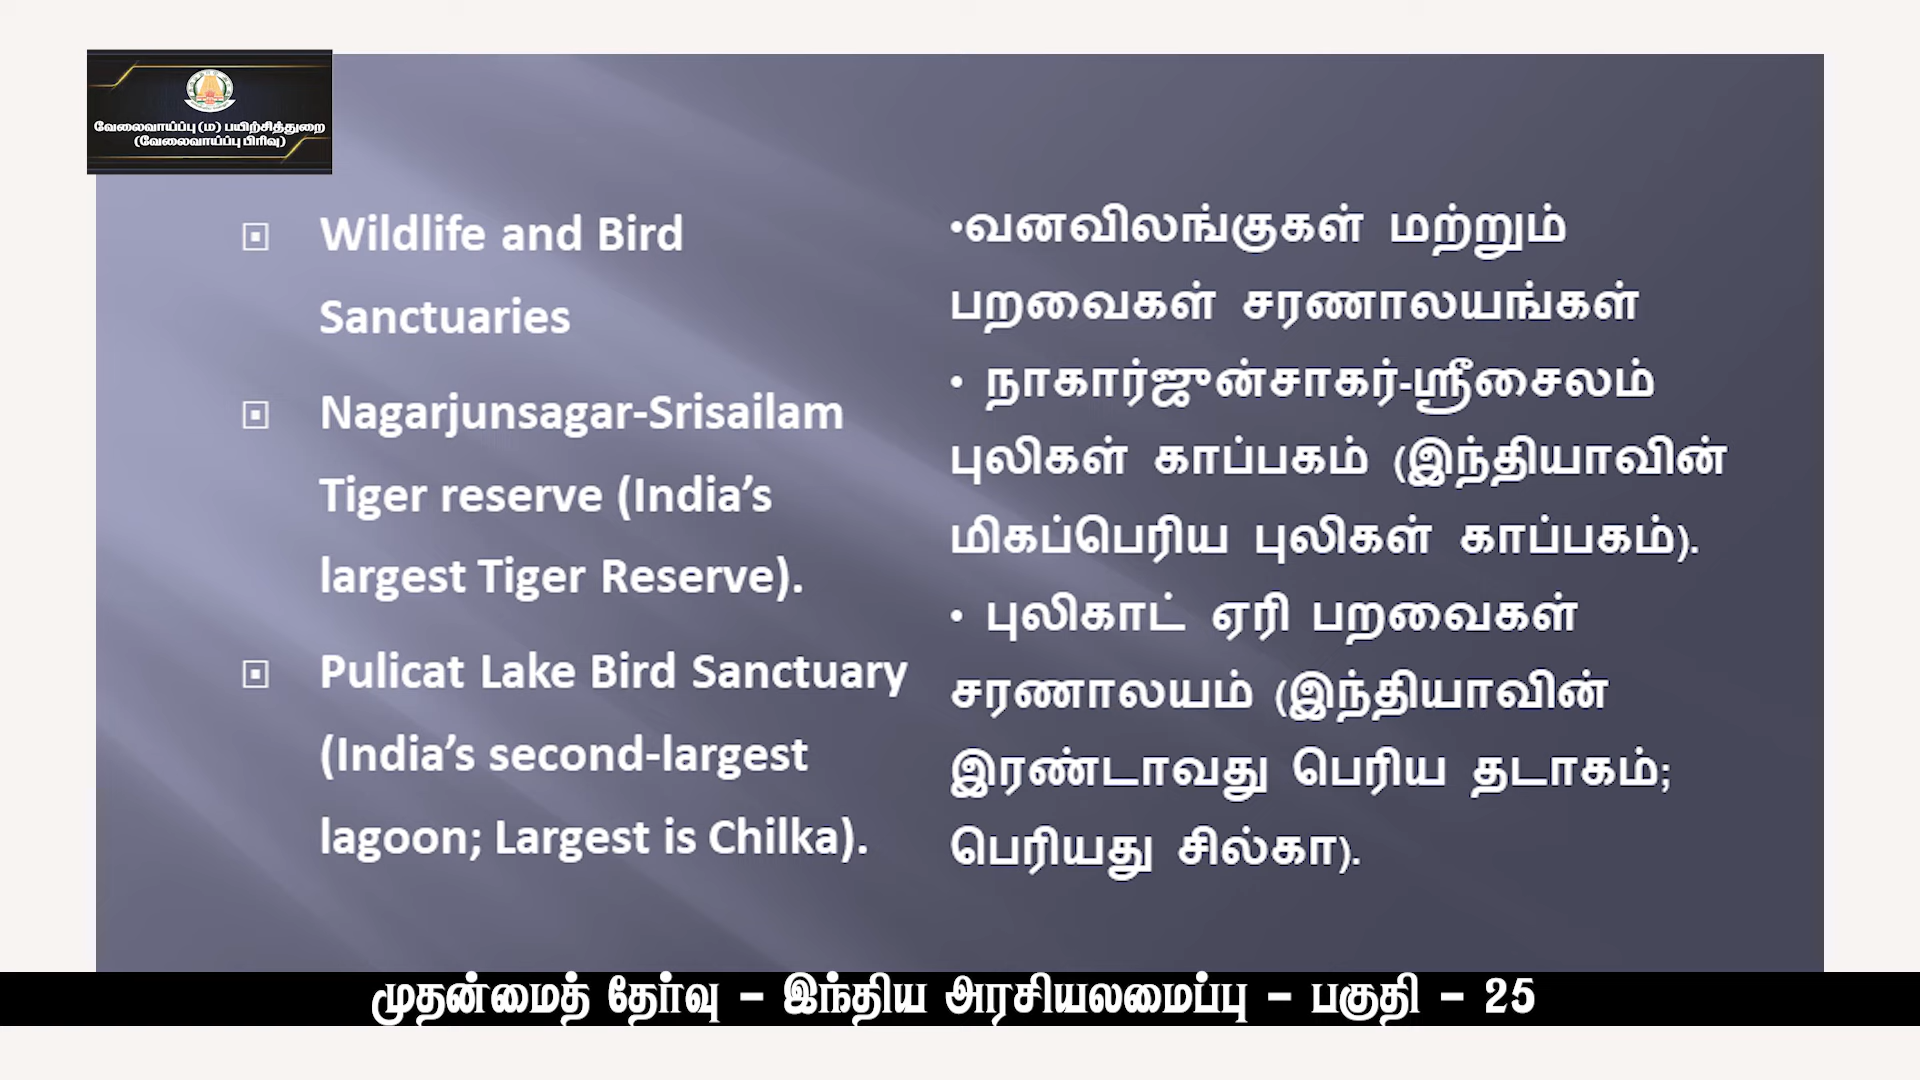 வேலைவாய்ப்பு (ம) பயிற்சித்துறை
(வேலைவாய்ப்பு பிரிவு)
Wildlife and Bird
Sanctuaries
Nagarjunsagar-Srisailam
Tiger reserve (India’s
largest Tiger Reserve).
Pulicat Lake Bird Sanctuary
(India’s second-largest
lagoon; Largest is Chilka).
•வனவிலங்குகள் மற்றும்
பறவைகள் சரணாலயங்கள்
• நாகார்ஜுன்சாகர்-ஸ்ரீசைலம்
புலிகள் காப்பகம் (இந்தியாவின்
மிகப்பெரிய புலிகள் காப்பகம்).
• புலிகாட் ஏரி பறவைகள்
சரணாலயம் (இந்தியாவின்
இரண்டாவது பெரிய தடாகம்;
பெரியது சில்கா).
முதன்மைத் தேர்வு – இந்திய அரசியலமைப்பு – பகுதி – 25